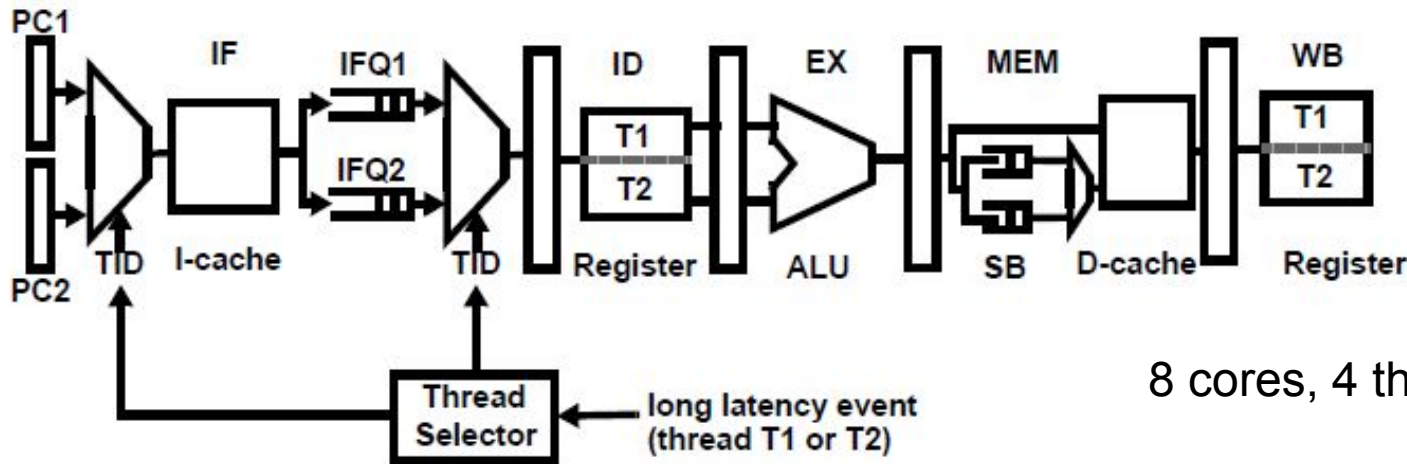 PC1
IF
IFQ1
ID
EX
MEM
WB
T1
T1
IFQ2
T2
T2
TID
I-cache
TID
Register
ALU
SB
D-cache
Register
PC2
Thread
Selector
long latency event
(thread T1 or T2)
8 cores, 4 th